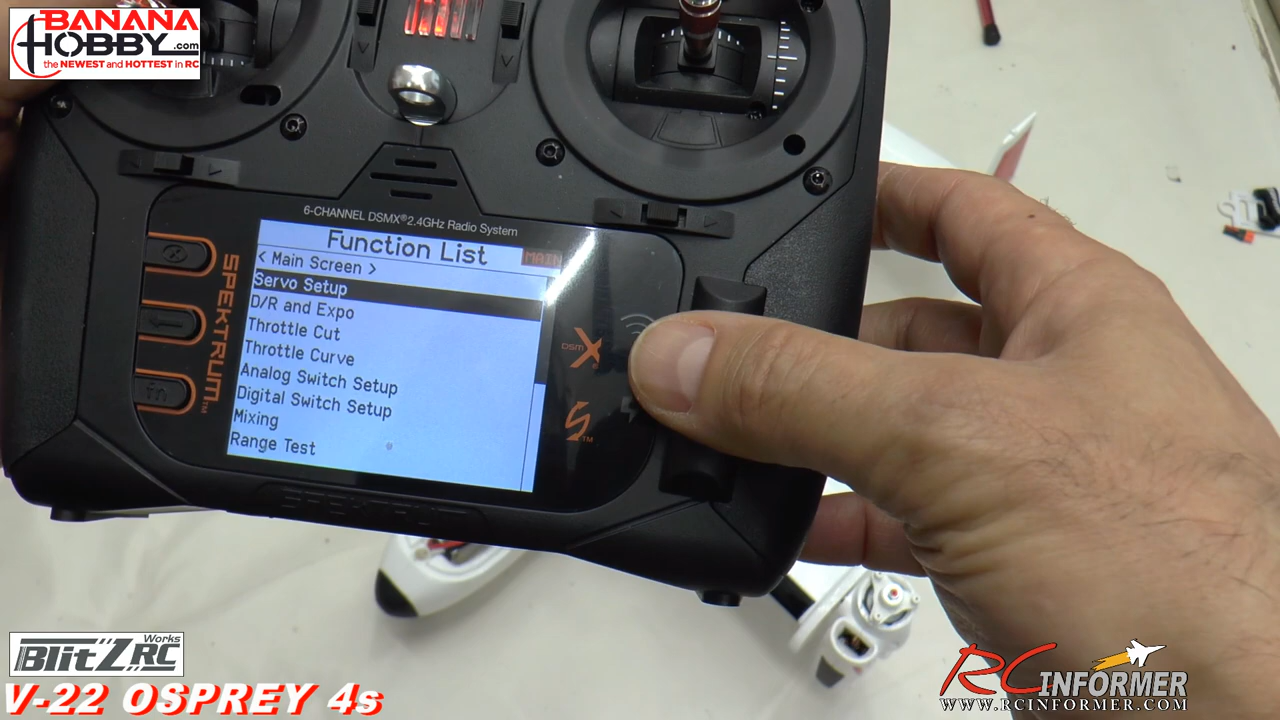 BANANA
HOBBY.com
the NEWEST and HOTTEST in RC
6-CHANNEL DSMX® 2.4GHz Radio System
Function List
MAIN
< Main Screen >
Servo Setup
D/R and Expo
Throttle Cut
Throttle Curve
Analog Switch Setup
Digital Switch Setup
Mixing
Range Test
SPEKTRUM™
fn
DSMX®
SPEKTRUM
BlitZRC Works
V-22 OSPREY 4s
RC INFORMER
WWW.RCINFORMER.COM